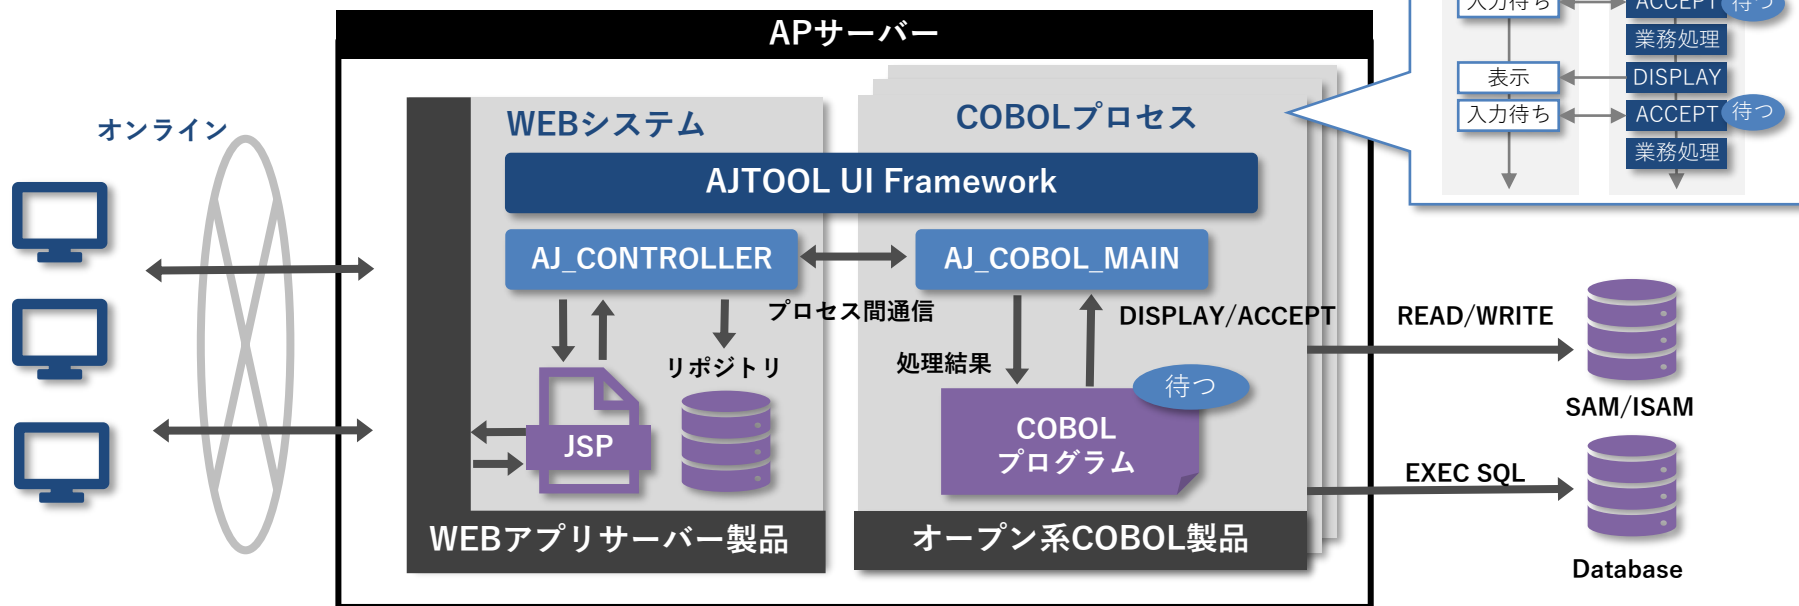 APサーバー
入力待ち
ACCEPT
待つ
業務処理
表示
DISPLAY
入力待ち
ACCEPT
待つ
業務処理
オンライン
WEBシステム
COBOLプロセス
AJTOOL UI Framework
AJ_CONTROLLER
AJ_COBOL_MAIN
プロセス間通信
DISPLAY/ACCEPT
READ/WRITE
リポジトリ
処理結果
待つ
SAM/ISAM
JSP
COBOL
プログラム
EXEC SQL
WEBアプリサーバー製品
オープン系COBOL製品
Database